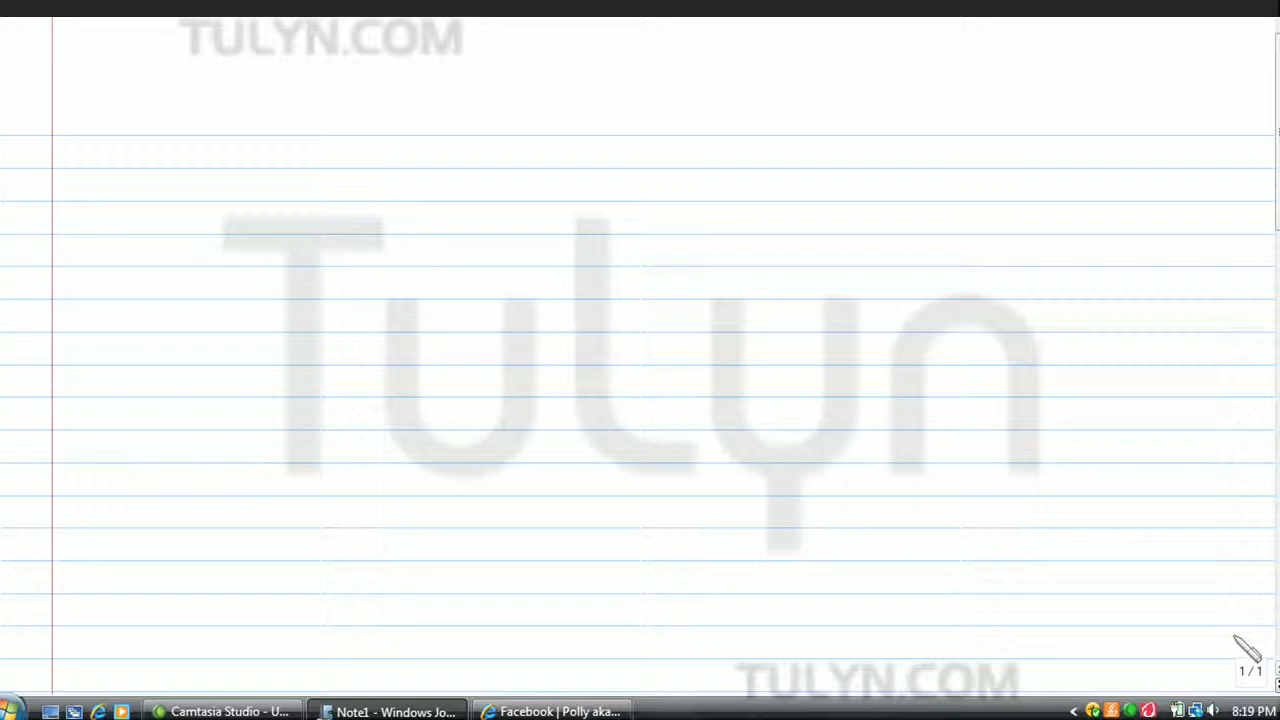 TULYN.COM
Tulyn
TULYN.COM
1 / 1
Camtasia Studio - U...
Note1 - Windows Jo...
Facebook | Polly aka...
8:19 PM